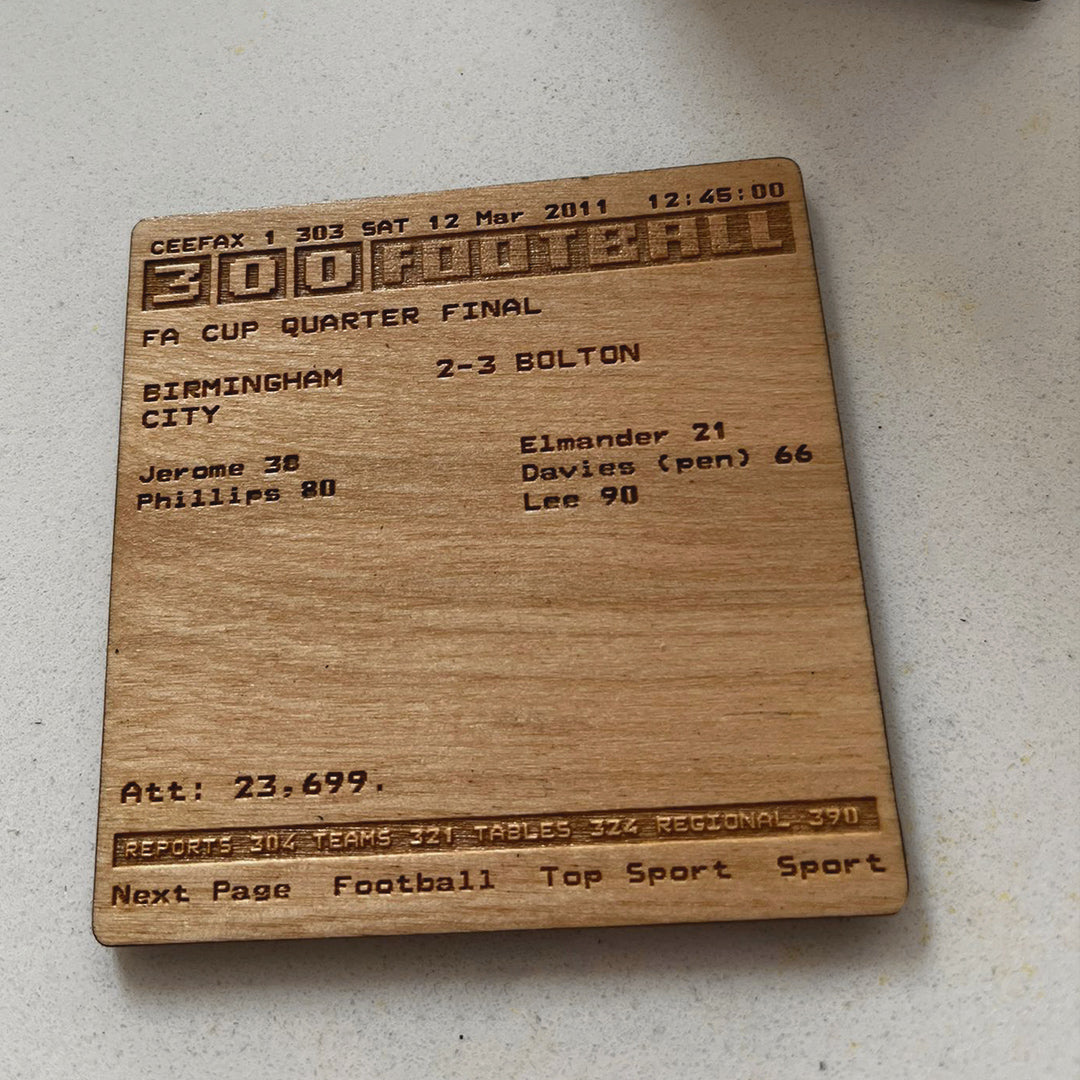 CEEFAX 1 303 SAT 12 Mar 2011 12:45:00
300 FOOTBALL
FA CUP QUARTER FINAL
BIRMINGHAM CITY 2-3 BOLTON
Jerome 38
Phillips 80
Elmander 21
Davies (pen) 66
Lee 90
Att: 23,699.
REPORTS 304 TEAMS 321 TABLES 324 REGIONAL 390
Next Page Football Top Sport Sport